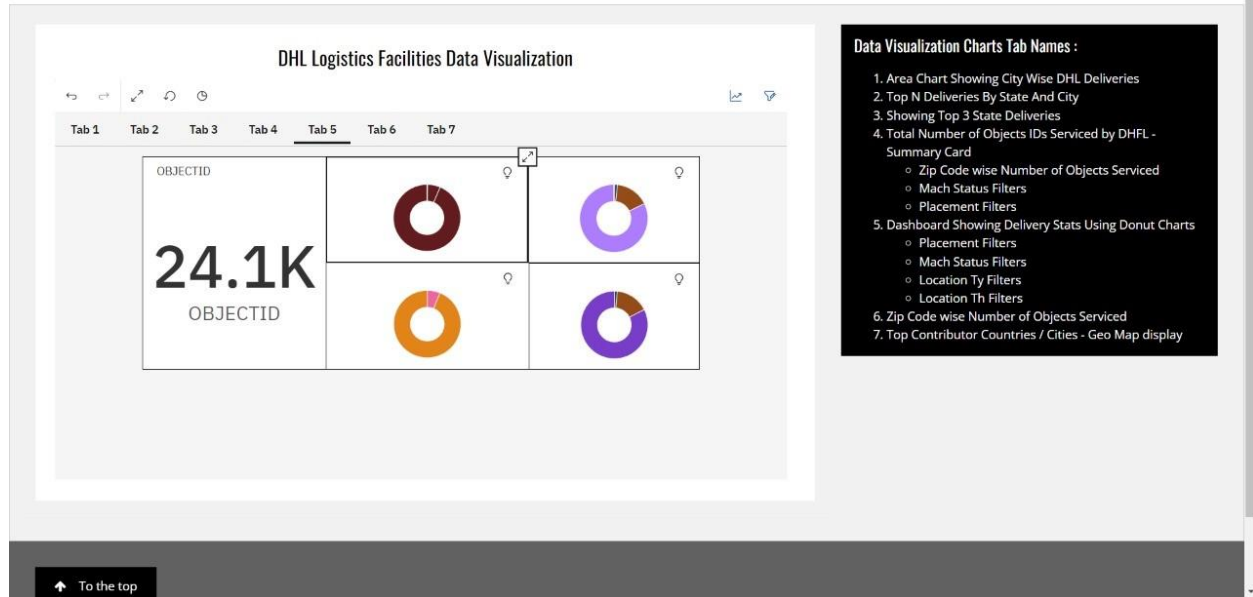 DHL Logistics Facilities Data Visualization
Tab 1 Tab 2 Tab 3 Tab 4 Tab 5 Tab 6 Tab 7
OBJECTID
24.1K
OBJECTID
Data Visualization Charts Tab Names :
1. Area Chart Showing City Wise DHL Deliveries
2. Top N Deliveries By State And City
3. Showing Top 3 State Deliveries
4. Total Number of Objects IDs Serviced by DHFL -
Summary Card
Zip Code wise Number of Objects Serviced
Mach Status Filters
Placement Filters
5. Dashboard Showing Delivery Stats Using Donut Charts
Placement Filters
Mach Status Filters
Location Ty Filters
Location Th Filters
6. Zip Code wise Number of Objects Serviced
7. Top Contributor Countries / Cities - Geo Map display
To the top